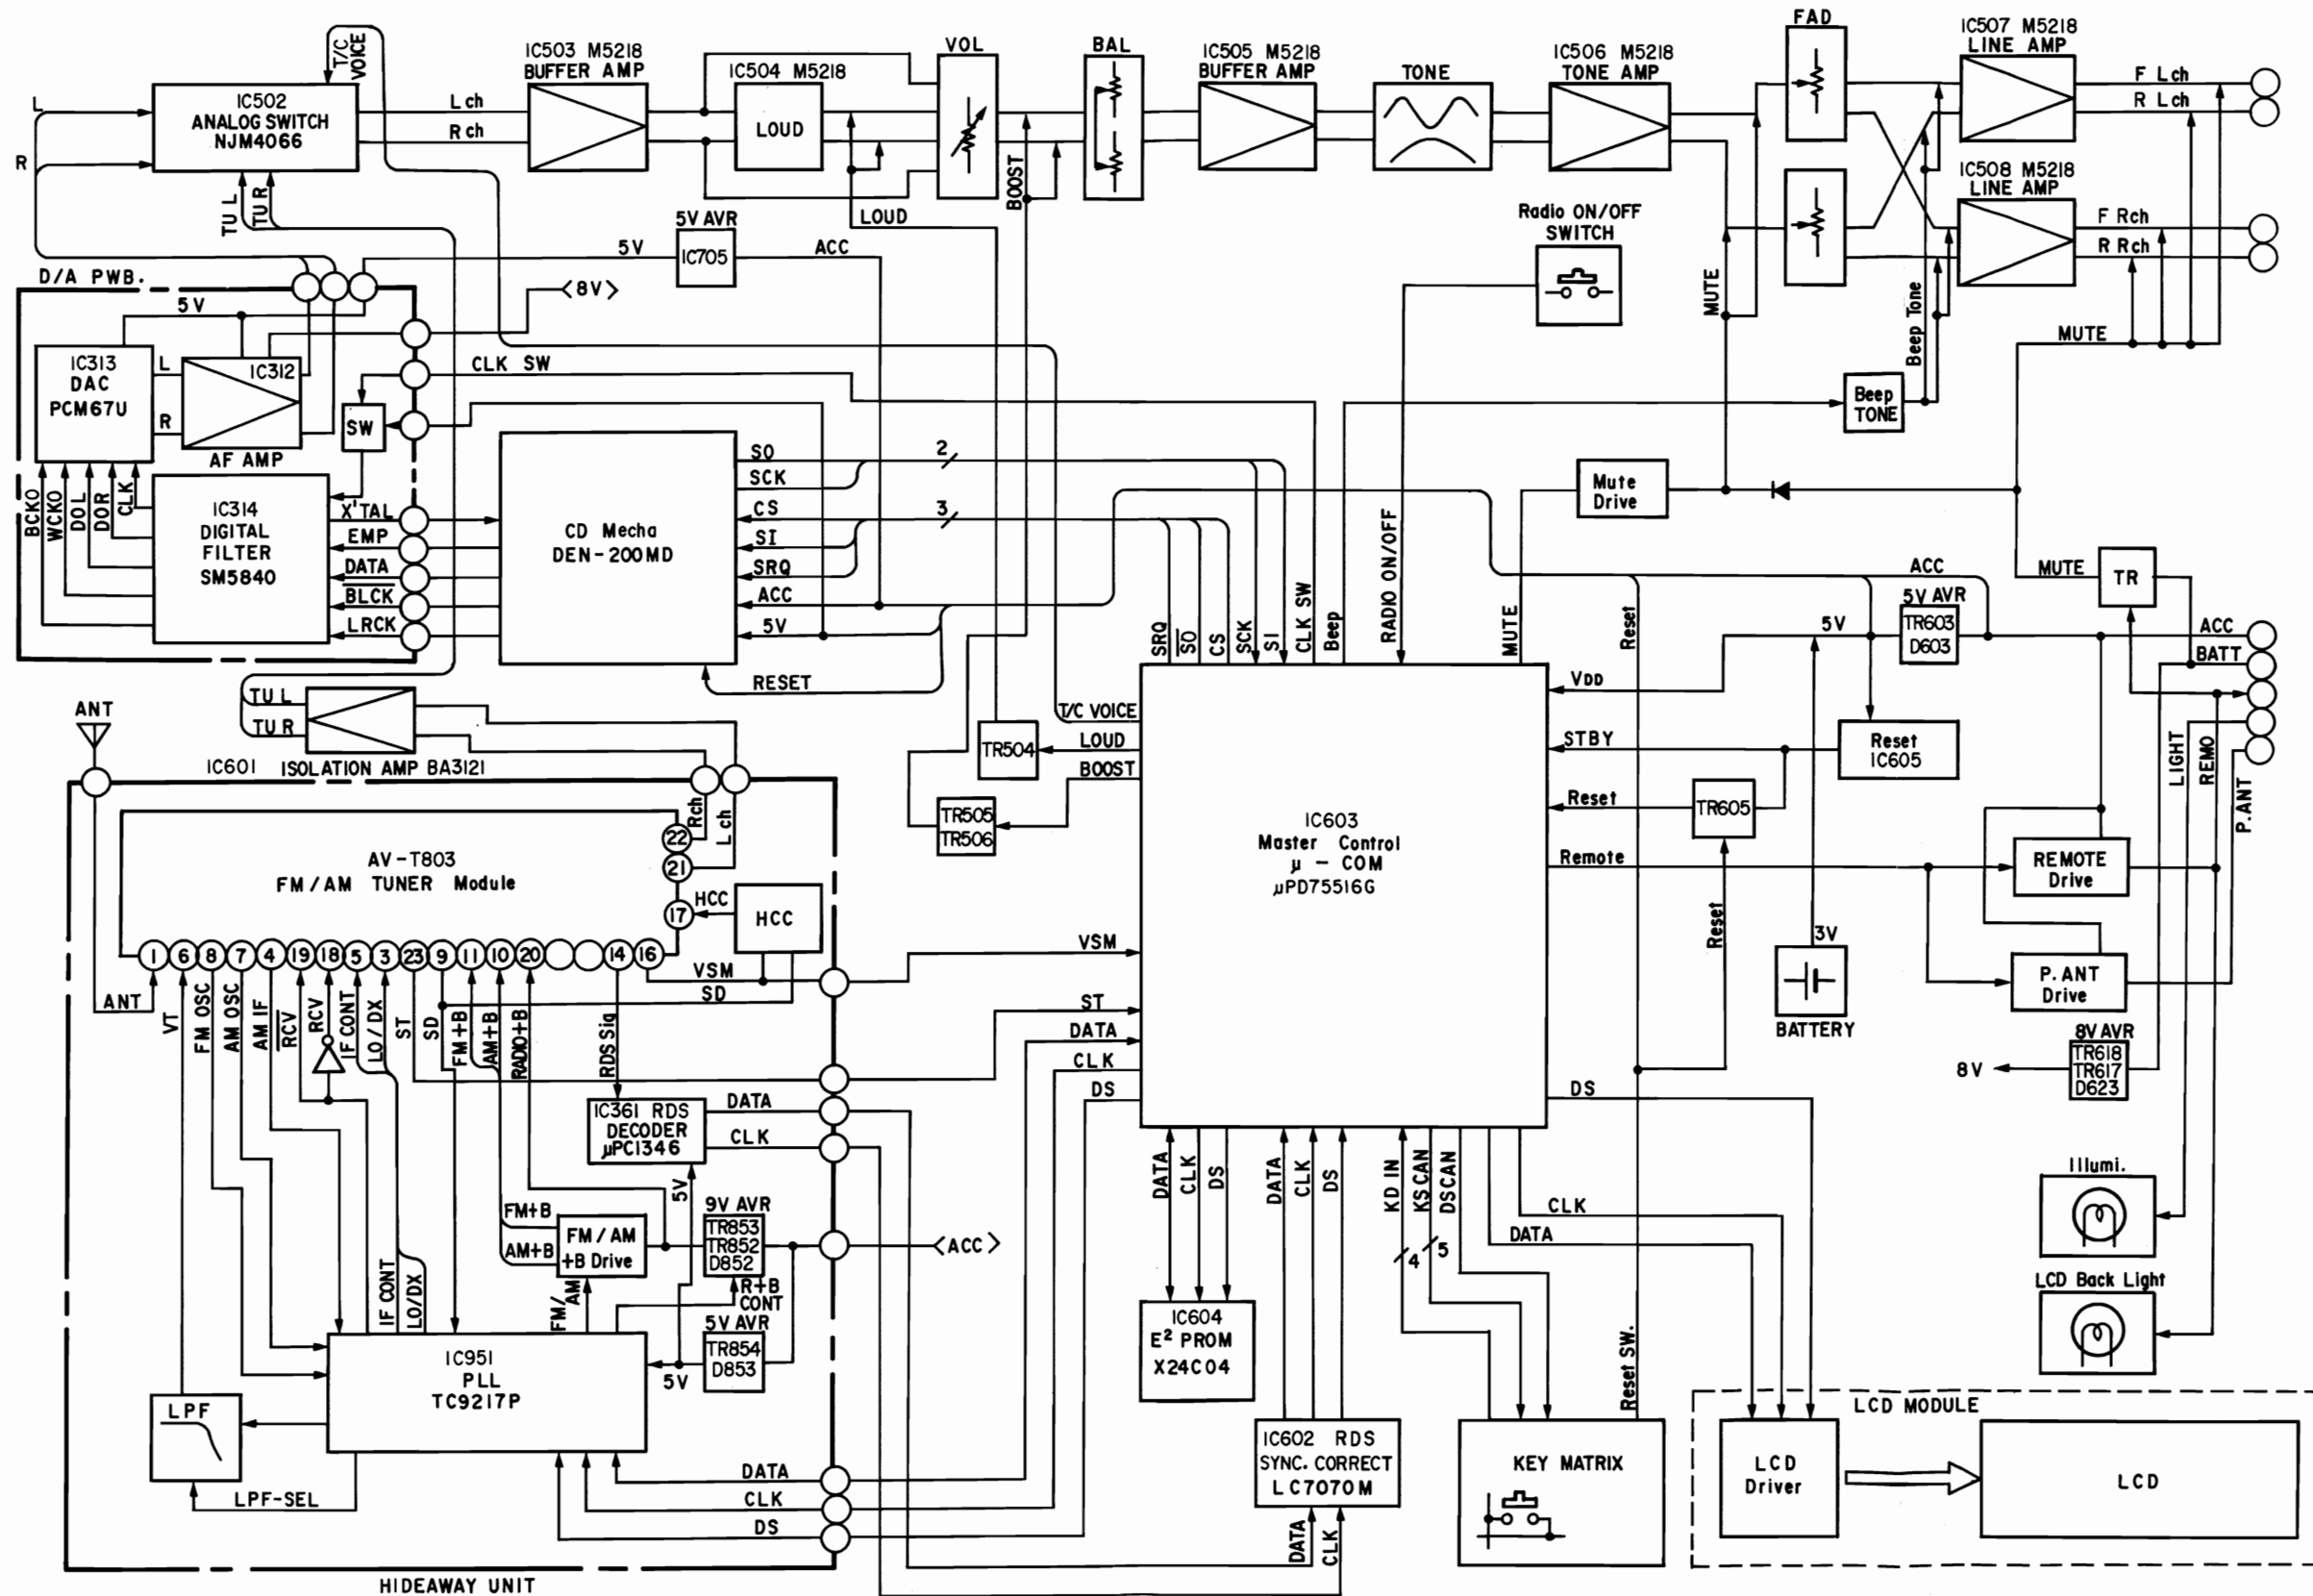 T/C VOICE
IC503 M5218
BUFFER AMP
IC504 M5218
LOUD
VOL
BAL
IC505 M5218
BUFFER AMP
TONE
IC506 M5218
TONE AMP
FAD
IC507 M5218
LINE AMP
L
R
IC502
ANALOG SWITCH
NJM4066
L ch
R ch
F L ch
R L ch
IC508 M5218
LINE AMP
F Rch
R Rch
TU L
TU R
LOUD
BOOST
5V AVR
IC705
5V
ACC
Radio ON/OFF
SWITCH
MUTE
Beep Tone
MUTE
D/A PWB.
<8V>
5V
IC313
DAC
PCM67U
L
R
IC312
AF AMP
CLK SW
SW
Beep
TONE
BCKO
WCKO
DOL
DOR
CLK
IC314
DIGITAL
FILTER
SM5840
X'TAL
EMP
DATA
BLCK
LRCK
CD Mecha
DEN-200MD
SO
SCK
CS
SI
SRQ
ACC
5V
RESET
2
3
Mute
Drive
SRQ
SO
CS
SCK
SI
CLK SW
Beep
RADIO ON/OFF
MUTE
Reset
ACC
5V AVR
TR603
D603
5V
MUTE
TR
ACC
BATT
LIGHT
REMO
P.ANT
ANT
TU L
TU R
IC601 ISOLATION AMP BA3121
T/C VOICE
LOUD
BOOST
TR504
TR505
TR506
VDD
STBY
Reset
IC605
Reset
TR605
Remote
REMOTE
Drive
IC603
Master Control
μ - COM
μPD75516G
Rch
L ch
22
21
17
AV-T803
FM/AM TUNER Module
HCC
HCC
1
6
8
7
4
19
18
5
3
23
9
11
10
20
14
16
VSM
SD
VSM
Reset
3V
BATTERY
P.ANT
Drive
8V AVR
TR618
TR617
D623
8V
ANT
VT
FM OSC
AM OSC
AM IF
RCV
RCV
IF CONT
LO/DX
ST
SD
FM+B
AM+B
RADIO+B
RDS Sig
ST
DATA
CLK
DS
DS
IC361 RDS
DECODER
μPC1346
DATA
CLK
5V
FM+B
AM+B
FM/AM
+B Drive
9V AVR
TR853
TR852
D852
R+B
CONT
<ACC>
IF CONT
LO/DX
FM/
AM
5V AVR
TR854
D853
5V
IC951
PLL
TC9217P
LPF
LPF-SEL
DATA
CLK
DS
HIDEAWAY UNIT
DATA
CLK
DS
DATA
CLK
DS
KD IN
KSCAN
DSCAN
4
5
CLK
DATA
IC604
E² PROM
X24C04
IC602 RDS
SYNC. CORRECT
LC7070M
DATA
CLK
Reset SW.
KEY MATRIX
Illumi.
LCD Back Light
LCD MODULE
LCD
Driver
LCD